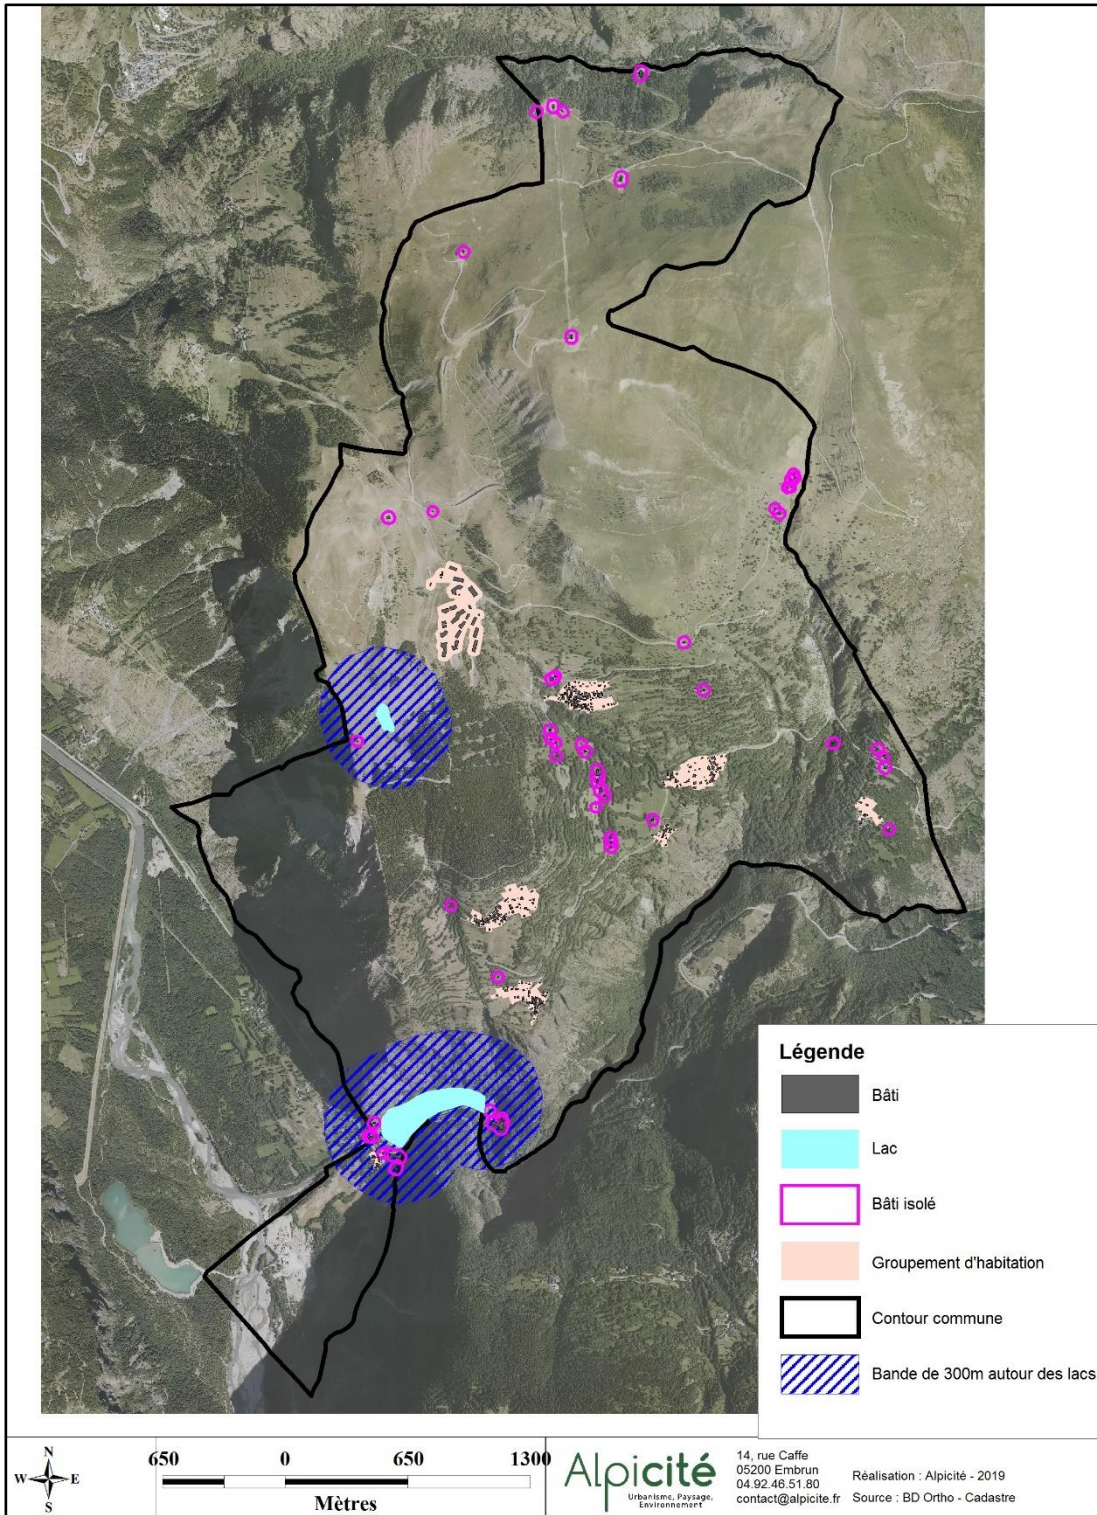 Légende
Bâti
Lac
Bâti isolé
Groupement d'habitation
Contour commune
Bande de 300m autour des lacs
N
W E
S
650 0 650 1300
Mètres
Alpicité
Urbanisme, Paysage,
Environnement
14, rue Caffe
05200 Embrun
04.92.46.51.80
contact@alpicite.fr
Réalisation : Alpicité - 2019
Source : BD Ortho - Cadastre